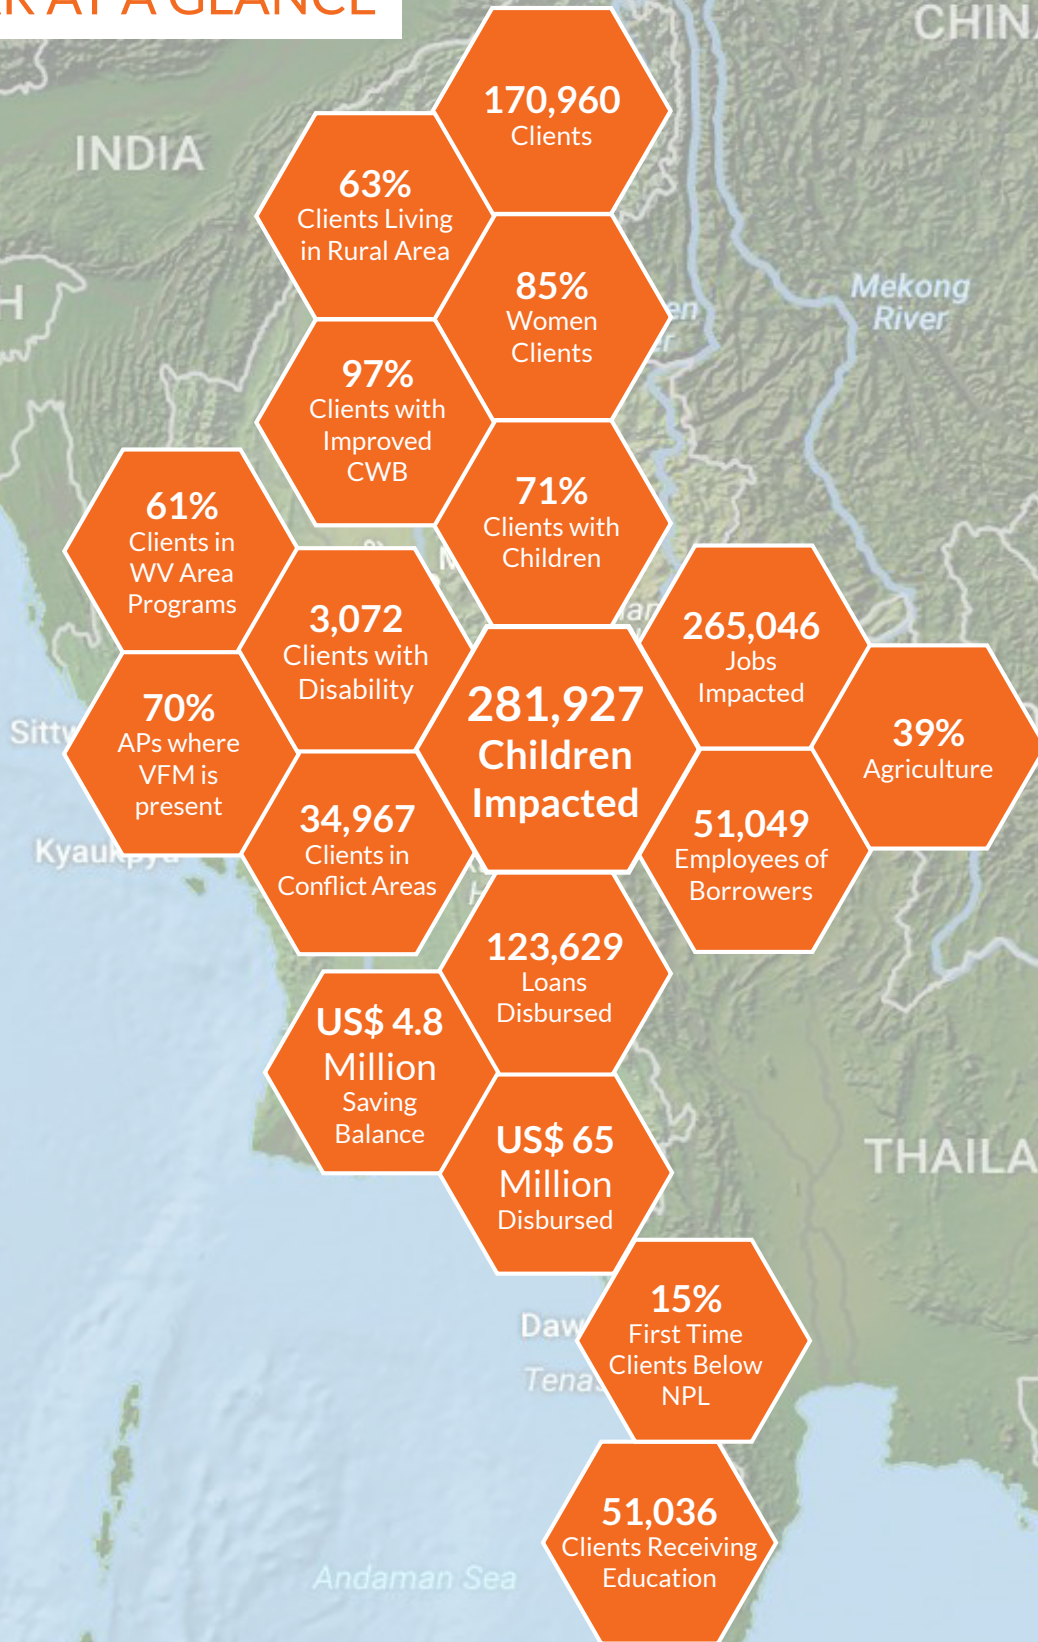 AT A GLANCE
170,960
Clients
63%
Clients Living
in Rural Area
85%
Women
Clients
97%
Clients with
Improved
CWB
71%
Clients with
Children
61%
Clients in
WV Area
Programs
3,072
Clients with
Disability
265,046
Jobs
Impacted
281,927
Children
Impacted
39%
Agriculture
70%
APs where
VFM is
present
34,967
Clients in
Conflict Areas
51,049
Employees of
Borrowers
123,629
Loans
Disbursed
US$ 4.8
Million
Saving
Balance
US$ 65
Million
Disbursed
15%
First Time
Clients Below
NPL
51,036
Clients Receiving
Education
INDIA
Mekong
River
Andaman Sea